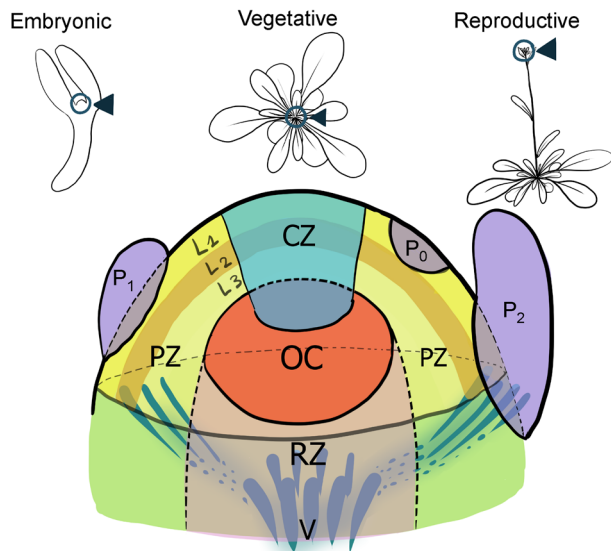 Embryonic
Vegetative
Reproductive
L1
L2
L3
CZ
P0
P1
P2
PZ
OC
PZ
RZ
V